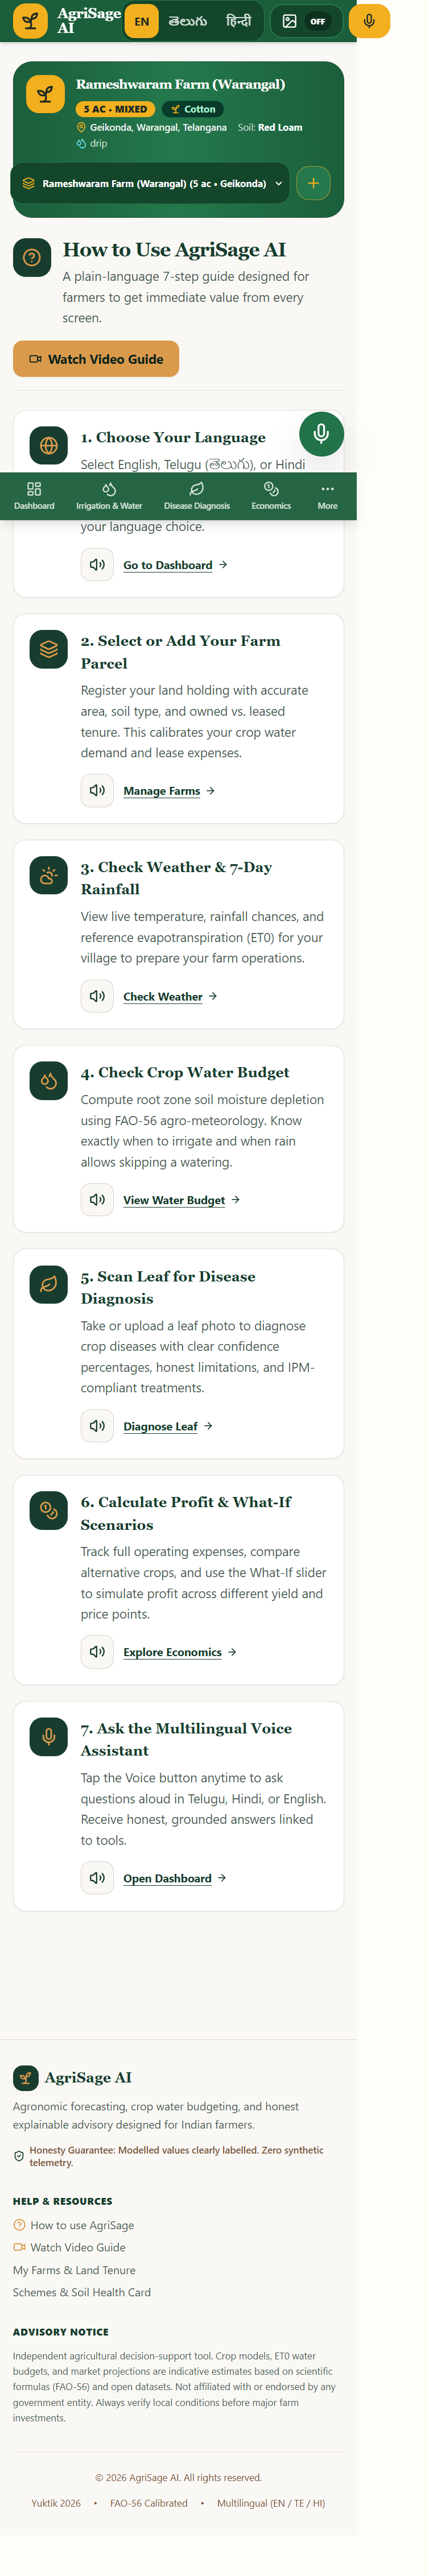 AgriSage AI
EN తెలుగు हिन्दी OFF
Rameshwaram Farm (Warangal)
5 AC • MIXED Cotton
Geikonda, Warangal, Telangana Soil: Red Loam
drip
Rameshwaram Farm (Warangal) (5 ac • Geikonda)
How to Use AgriSage AI
A plain-language 7-step guide designed for
farmers to get immediate value from every
screen.
Watch Video Guide
1. Choose Your Language
Select English, Telugu (తెలుగు), or Hindi
Dashboard Irrigation & Water Disease Diagnosis Economics More
your language choice.
Go to Dashboard →
2. Select or Add Your Farm
Parcel
Register your land holding with accurate
area, soil type, and owned vs. leased
tenure. This calibrates your crop water
demand and lease expenses.
Manage Farms →
3. Check Weather & 7-Day
Rainfall
View live temperature, rainfall chances, and
reference evapotranspiration (ET0) for your
village to prepare your farm operations.
Check Weather →
4. Check Crop Water Budget
Compute root zone soil moisture depletion
using FAO-56 agro-meteorology. Know
exactly when to irrigate and when rain
allows skipping a watering.
View Water Budget →
5. Scan Leaf for Disease
Diagnosis
Take or upload a leaf photo to diagnose
crop diseases with clear confidence
percentages, honest limitations, and IPM-
compliant treatments.
Diagnose Leaf →
6. Calculate Profit & What-If
Scenarios
Track full operating expenses, compare
alternative crops, and use the What-If slider
to simulate profit across different yield and
price points.
Explore Economics →
7. Ask the Multilingual Voice
Assistant
Tap the Voice button anytime to ask
questions aloud in Telugu, Hindi, or English.
Receive honest, grounded answers linked
to tools.
Open Dashboard →
AgriSage AI
Agronomic forecasting, crop water budgeting, and honest
explainable advisory designed for Indian farmers.
Honesty Guarantee: Modelled values clearly labelled. Zero synthetic
telemetry.
HELP & RESOURCES
How to use AgriSage
Watch Video Guide
My Farms & Land Tenure
Schemes & Soil Health Card
ADVISORY NOTICE
Independent agricultural decision-support tool. Crop models, ET0 water
budgets, and market projections are indicative estimates based on scientific
formulas (FAO-56) and open datasets. Not affiliated with or endorsed by any
government entity. Always verify local conditions before major farm
investments.
© 2026 AgriSage AI. All rights reserved.
Yuktik 2026 • FAO-56 Calibrated • Multilingual (EN / TE / HI)